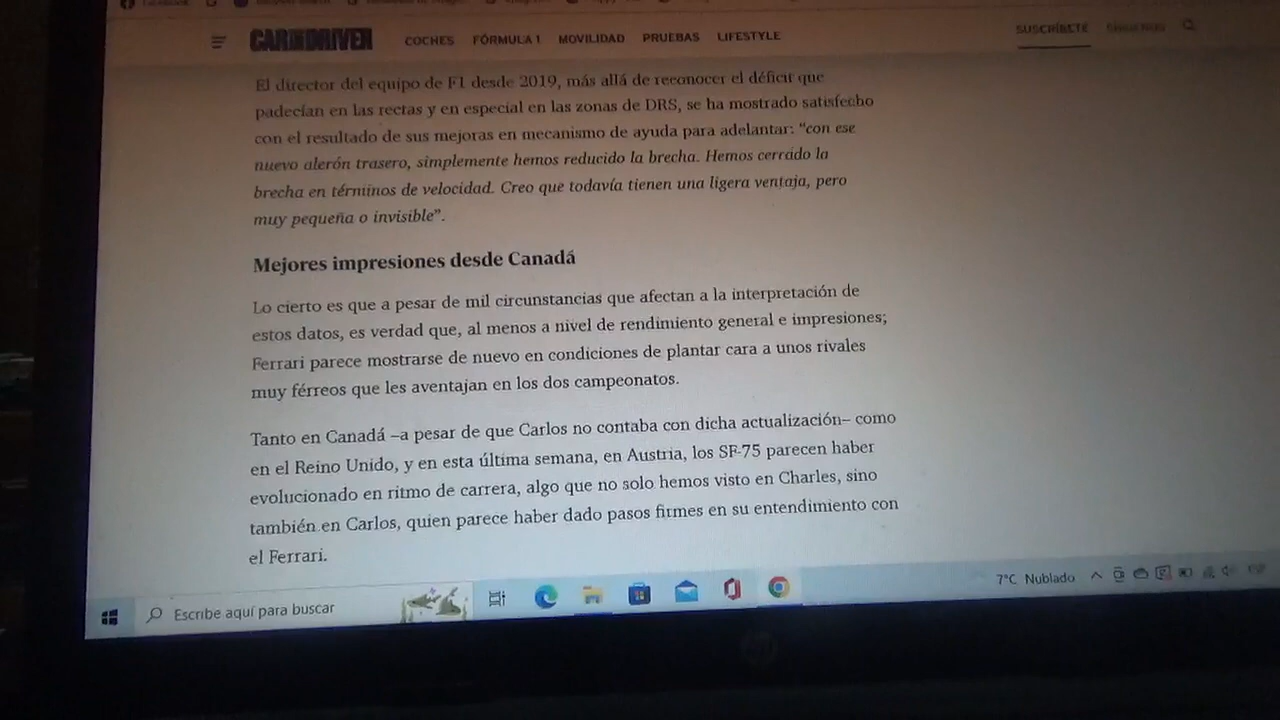 CAR AND DRIVER COCHES FÓRMULA 1 MOVILIDAD PRUEBAS LIFESTYLE SUSCRÍBETE
El director del equipo de F1 desde 2019, más allá de reconocer el déficit que
padecían en las rectas y en especial en las zonas de DRS, se ha mostrado satisfecho
con el resultado de sus mejoras en mecanismo de ayuda para adelantar: “con ese
nuevo alerón trasero, simplemente hemos reducido la brecha. Hemos cerrado la
brecha en términos de velocidad. Creo que todavía tienen una ligera ventaja, pero
muy pequeña o invisible”.
Mejores impresiones desde Canadá
Lo cierto es que a pesar de mil circunstancias que afectan a la interpretación de
estos datos, es verdad que, al menos a nivel de rendimiento general e impresiones;
Ferrari parece mostrarse de nuevo en condiciones de plantar cara a unos rivales
muy férreos que les aventajan en los dos campeonatos.
Tanto en Canadá –a pesar de que Carlos no contaba con dicha actualización– como
en el Reino Unido, y en esta última semana, en Austria, los SF-75 parecen haber
evolucionado en ritmo de carrera, algo que no solo hemos visto en Charles, sino
también en Carlos, quien parece haber dado pasos firmes en su entendimiento con
el Ferrari.
Escribe aquí para buscar 7°C Nublado